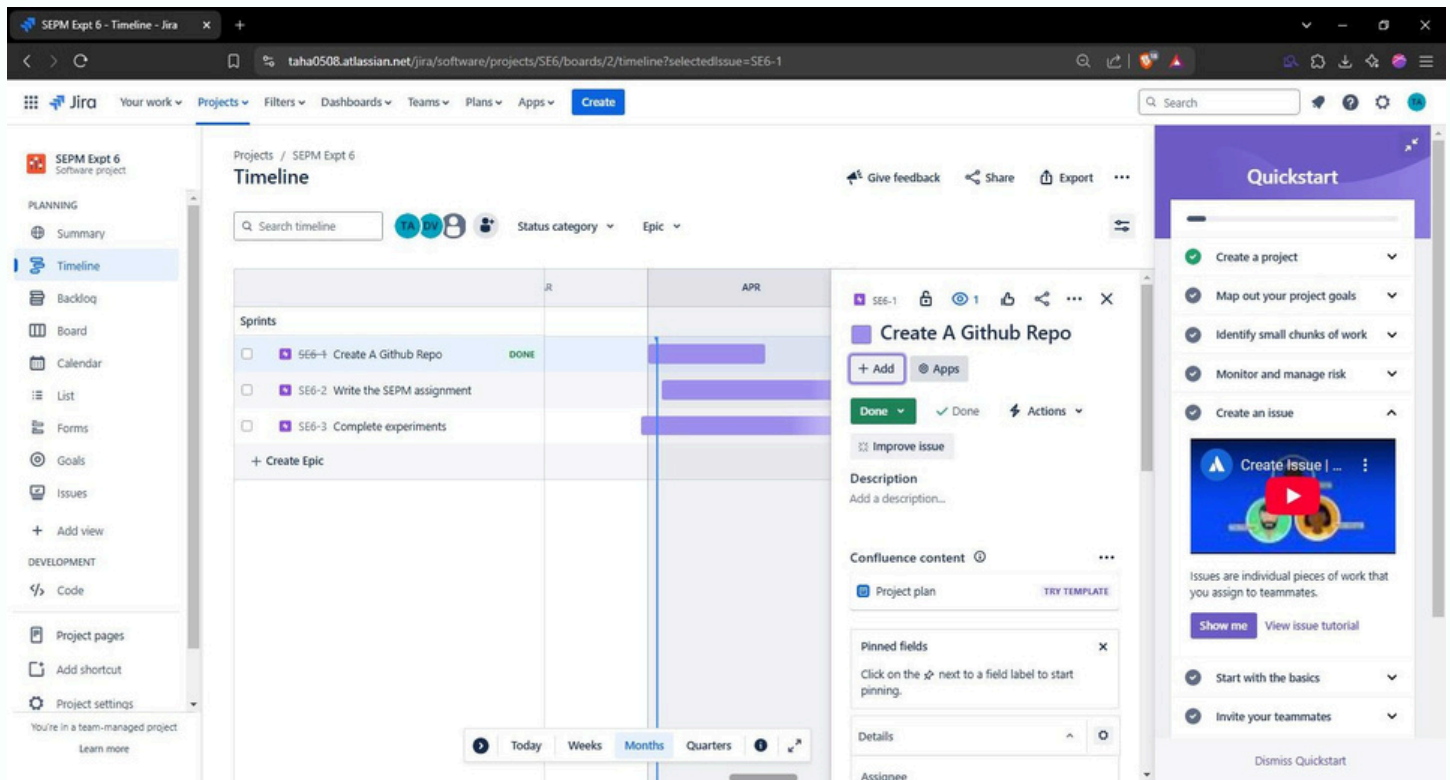 SEPM Expt 6 - Timeline - Jira
taha0508.atlassian.net/jira/software/projects/SE6/boards/2/timeline?selectedIssue=SE6-1
Jira Your work Projects Filters Dashboards Teams Plans Apps Create Search TA
SEPM Expt 6
Software project
PLANNING
Summary
Timeline
Backlog
Board
Calendar
List
Forms
Goals
Issues
Add view
DEVELOPMENT
Code
Project pages
Add shortcut
Project settings
You're in a team-managed project
Learn more
Projects / SEPM Expt 6
Timeline
Give feedback Share Export
Search timeline TA DV Status category Epic
R APR
Sprints
SE6-1 Create A Github Repo DONE
SE6-2 Write the SEPM assignment
SE6-3 Complete experiments
+ Create Epic
Today Weeks Months Quarters
SE6-1 1
Create A Github Repo
+ Add Apps
Done Done Actions
Improve issue
Description
Add a description...
Confluence content
Project plan TRY TEMPLATE
Pinned fields
Click on the next to a field label to start
pinning.
Details
Assignee
Quickstart
Create a project
Map out your project goals
Identify small chunks of work
Monitor and manage risk
Create an issue
Create Issue | ...
Issues are individual pieces of work that
you assign to teammates.
Show me View issue tutorial
Start with the basics
Invite your teammates
Dismiss Quickstart